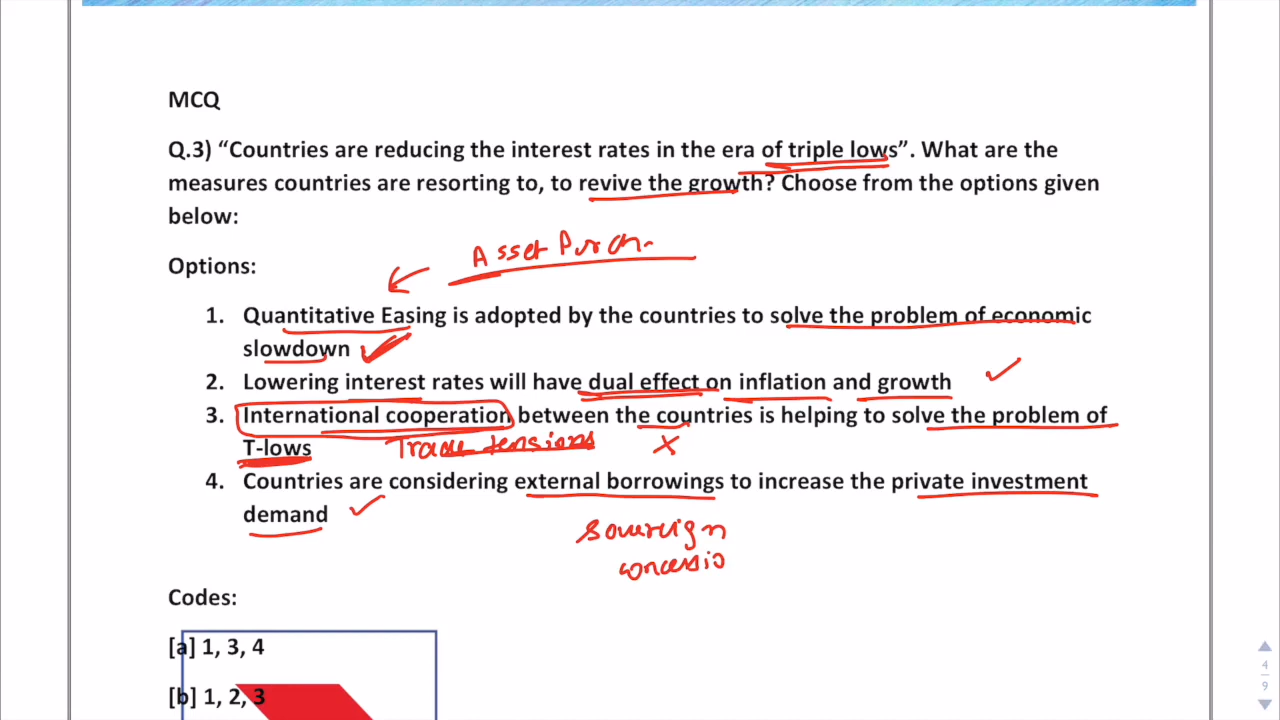 MCQ
Q.3) “Countries are reducing the interest rates in the era of triple lows”. What are the
measures countries are resorting to, to revive the growth? Choose from the options given
below:
Asset Purch.
Options:
1. Quantitative Easing is adopted by the countries to solve the problem of economic
slowdown
2. Lowering interest rates will have dual effect on inflation and growth
3. International cooperation between the countries is helping to solve the problem of
T-lows Trade tensions
4. Countries are considering external borrowings to increase the private investment
demand
Sovereign
concessio
Codes:
[a] 1, 3, 4
[b] 1, 2, 3
4
9